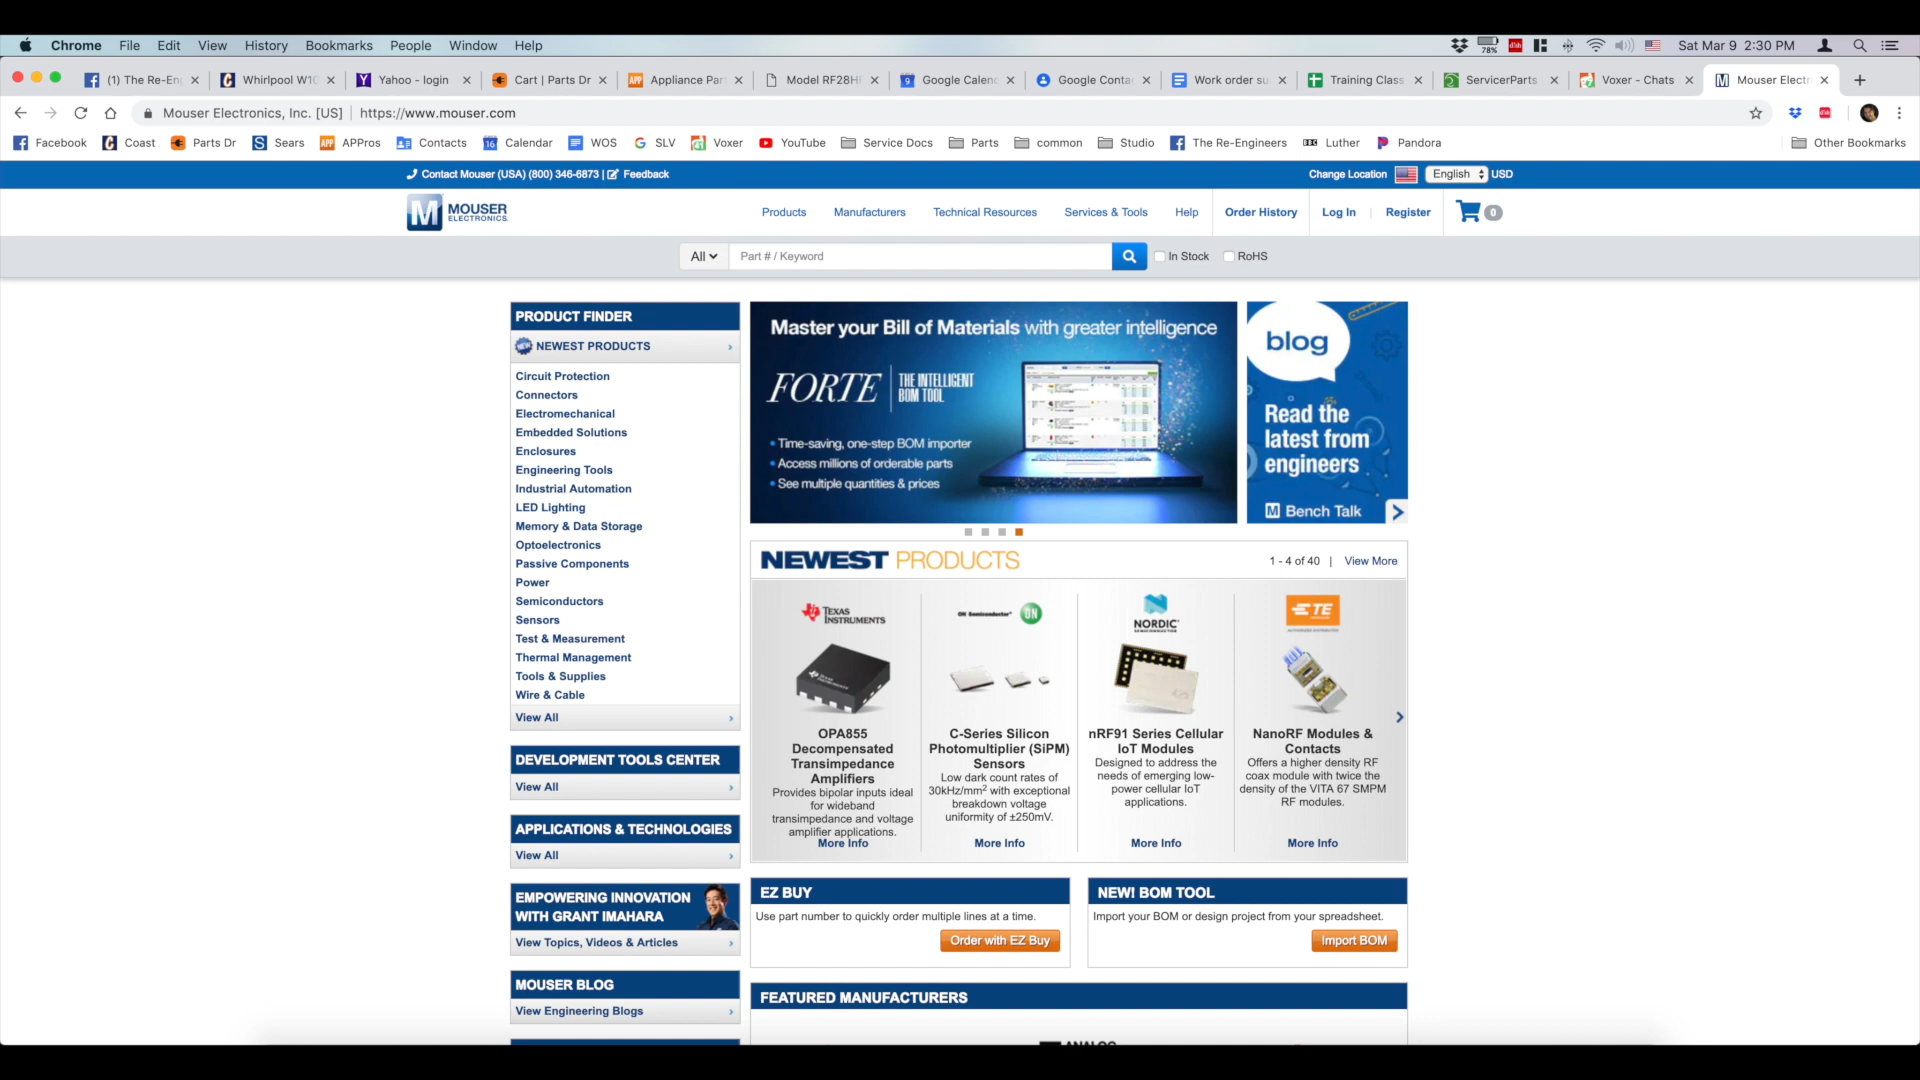 Chrome File Edit View History Bookmarks People Window Help
78% dish Sat Mar 9 2:30 PM
(1) The Re-En
Whirlpool W10
Yahoo - login
Cart | Parts Dr
Appliance Par
Model RF28H
Google Calen
Google Conta
Work order su
Training Class
ServicerParts
Voxer - Chats
Mouser Electr
Mouser Electronics, Inc. [US] | https://www.mouser.com
Facebook Coast Parts Dr Sears APPros Contacts Calendar WOS SLV Voxer YouTube Service Docs Parts common Studio The Re-Engineers Luther Pandora Other Bookmarks
Contact Mouser (USA) (800) 346-6873 | Feedback
Change Location English USD
M MOUSER
ELECTRONICS
Products Manufacturers Technical Resources Services & Tools Help Order History Log In | Register 0
All Part # / Keyword In Stock RoHS
PRODUCT FINDER
NEWEST PRODUCTS
Circuit Protection
Connectors
Electromechanical
Embedded Solutions
Enclosures
Engineering Tools
Industrial Automation
LED Lighting
Memory & Data Storage
Optoelectronics
Passive Components
Power
Semiconductors
Sensors
Test & Measurement
Thermal Management
Tools & Supplies
Wire & Cable
View All
DEVELOPMENT TOOLS CENTER
View All
APPLICATIONS & TECHNOLOGIES
View All
EMPOWERING INNOVATION
WITH GRANT IMAHARA
View Topics, Videos & Articles
MOUSER BLOG
View Engineering Blogs
Master your Bill of Materials with greater intelligence
FORTE THE INTELLIGENT
BOM TOOL
• Time-saving, one-step BOM importer
• Access millions of orderable parts
• See multiple quantities & prices
blog
Read the
latest from
engineers
M Bench Talk
NEWEST PRODUCTS
1 - 4 of 40 | View More
TEXAS
INSTRUMENTS
OPA855
Decompensated
Transimpedance
Amplifiers
Provides bipolar inputs ideal
for wideband
transimpedance and voltage
amplifier applications.
More Info
ON Semiconductor ON
C-Series Silicon
Photomultiplier (SiPM)
Sensors
Low dark count rates of
30kHz/mm2 with exceptional
breakdown voltage
uniformity of ±250mV.
More Info
NORDIC
SEMICONDUCTOR
nRF91 Series Cellular
IoT Modules
Designed to address the
needs of emerging low-
power cellular IoT
applications.
More Info
TE
NanoRF Modules &
Contacts
Offers a higher density RF
coax module with twice the
density of the VITA 67 SMPM
RF modules.
More Info
EZ BUY
Use part number to quickly order multiple lines at a time.
Order with EZ Buy
NEW! BOM TOOL
Import your BOM or design project from your spreadsheet.
Import BOM
FEATURED MANUFACTURERS